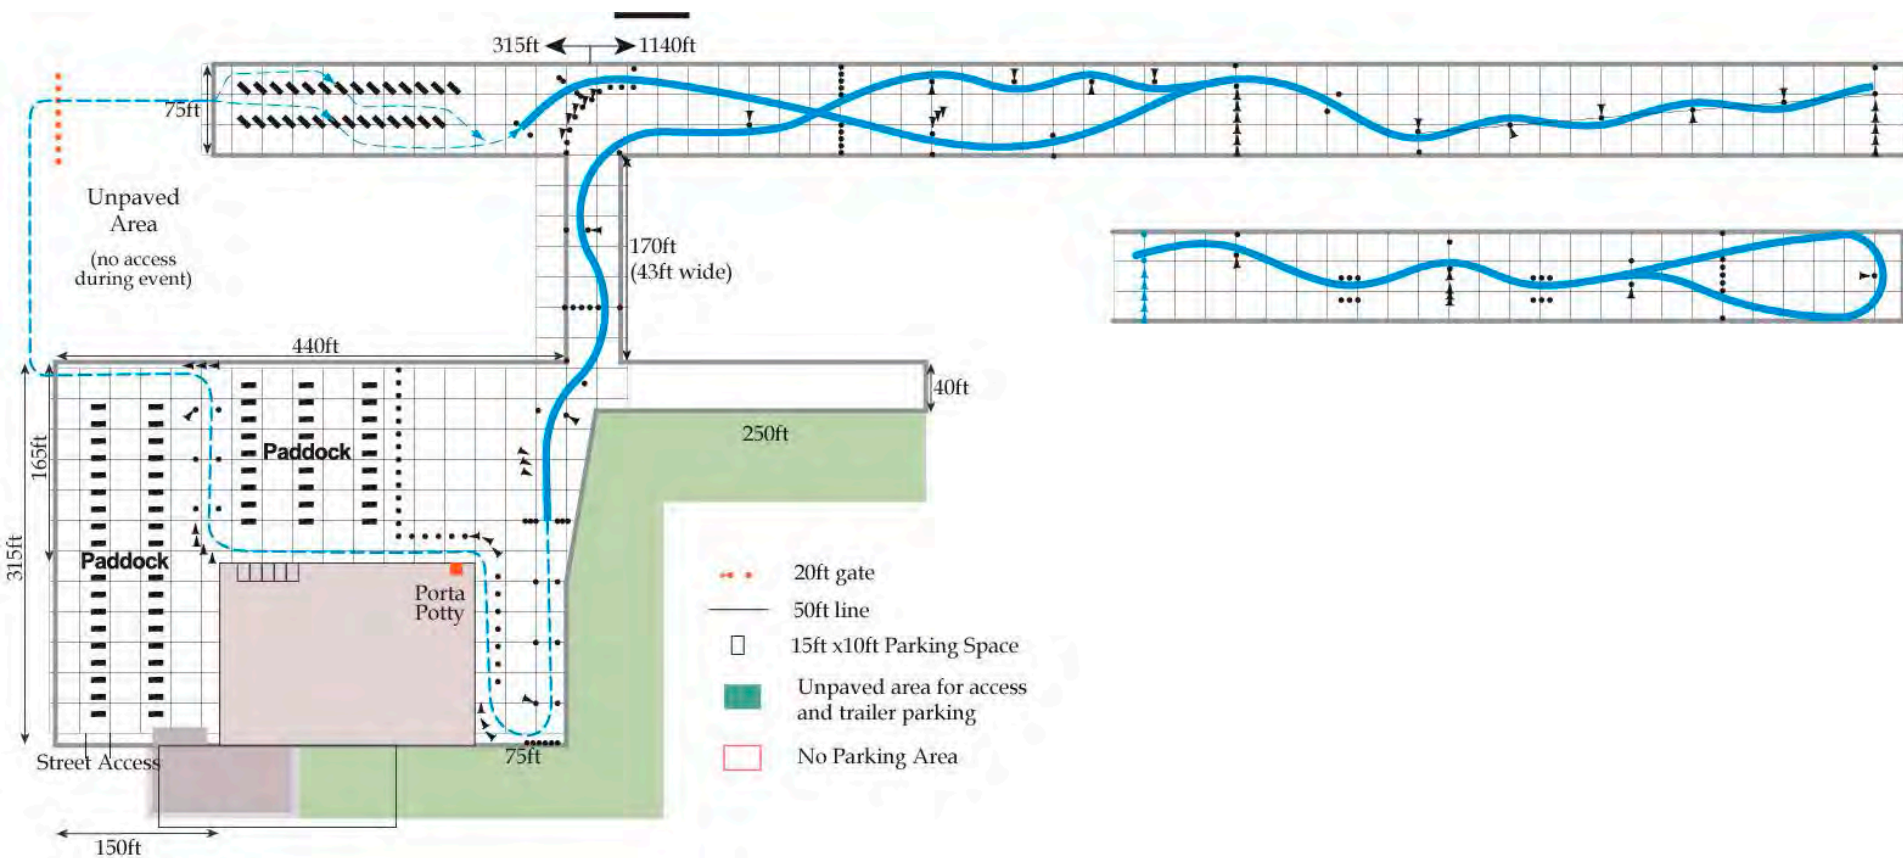 315ft
1140ft
75ft
Unpaved
Area
(no access
during event)
170ft
(43ft wide)
440ft
40ft
250ft
165ft
Paddock
315ft
Paddock
Porta
Potty
20ft gate
50ft line
15ft x10ft Parking Space
Unpaved area for access
and trailer parking
No Parking Area
75ft
Street Access
150ft